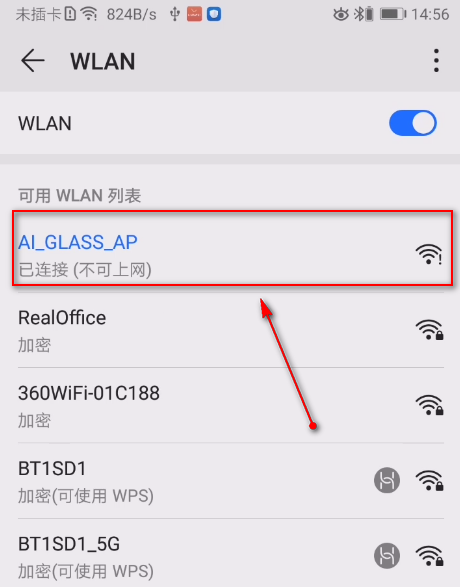 未插卡 824B/s 14:56
WLAN
WLAN
可用 WLAN 列表
AI_GLASS_AP
已连接 (不可上网)
RealOffice
加密
360WiFi-01C188
加密
BT1SD1
加密(可使用 WPS)
BT1SD1_5G
加密(可使用 WPS)